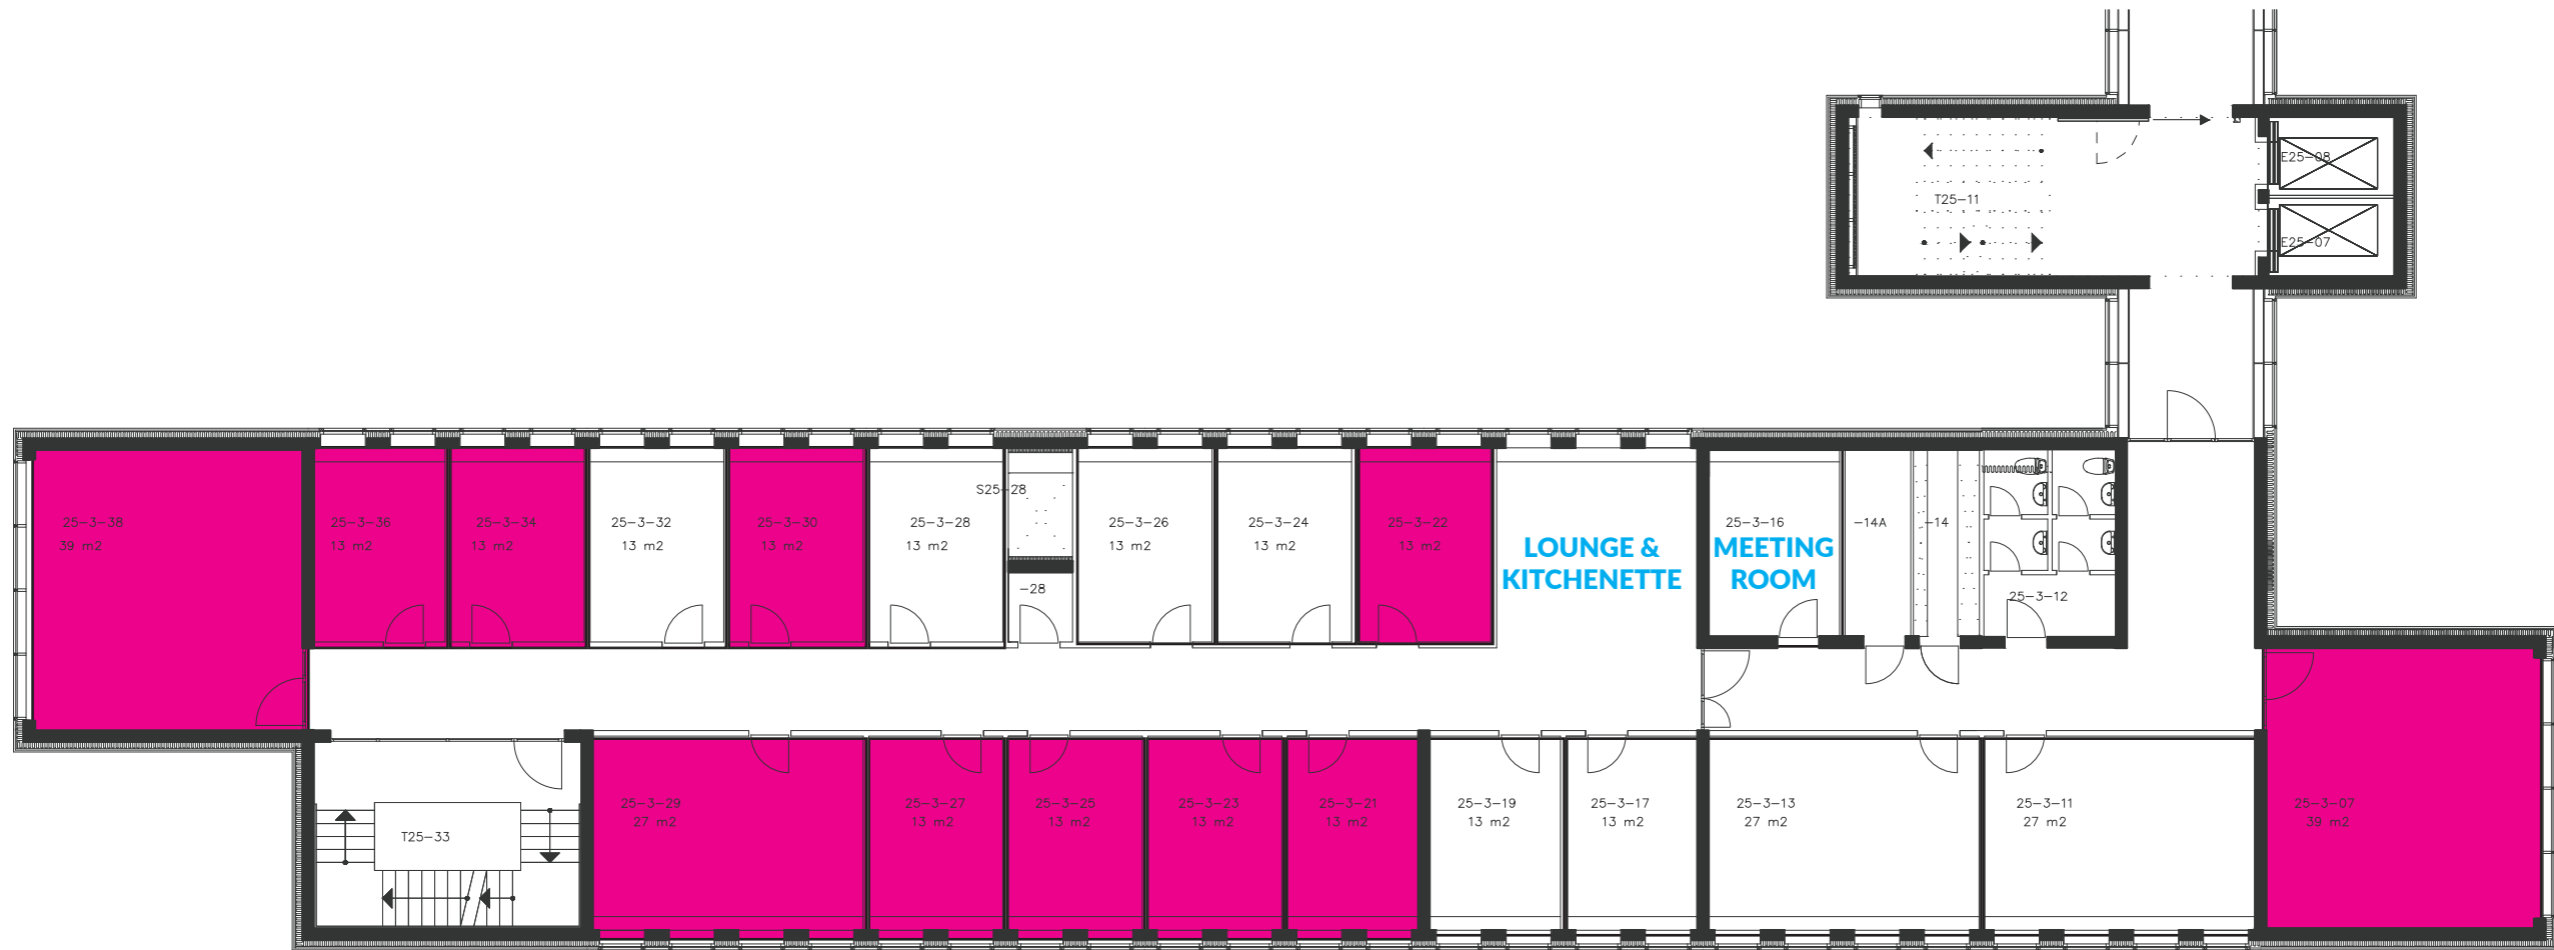 E25-08
T25-11
E25-07
S25-28
25-3-38
39 m2
25-3-36
13 m2
25-3-34
13 m2
25-3-32
13 m2
25-3-30
13 m2
25-3-28
13 m2
-28
25-3-26
13 m2
25-3-24
13 m2
25-3-22
13 m2
LOUNGE &
KITCHENETTE
25-3-16
MEETING
ROOM
-14A
-14
25-3-12
T25-33
25-3-29
27 m2
25-3-27
13 m2
25-3-25
13 m2
25-3-23
13 m2
25-3-21
13 m2
25-3-19
13 m2
25-3-17
13 m2
25-3-13
27 m2
25-3-11
27 m2
25-3-07
39 m2